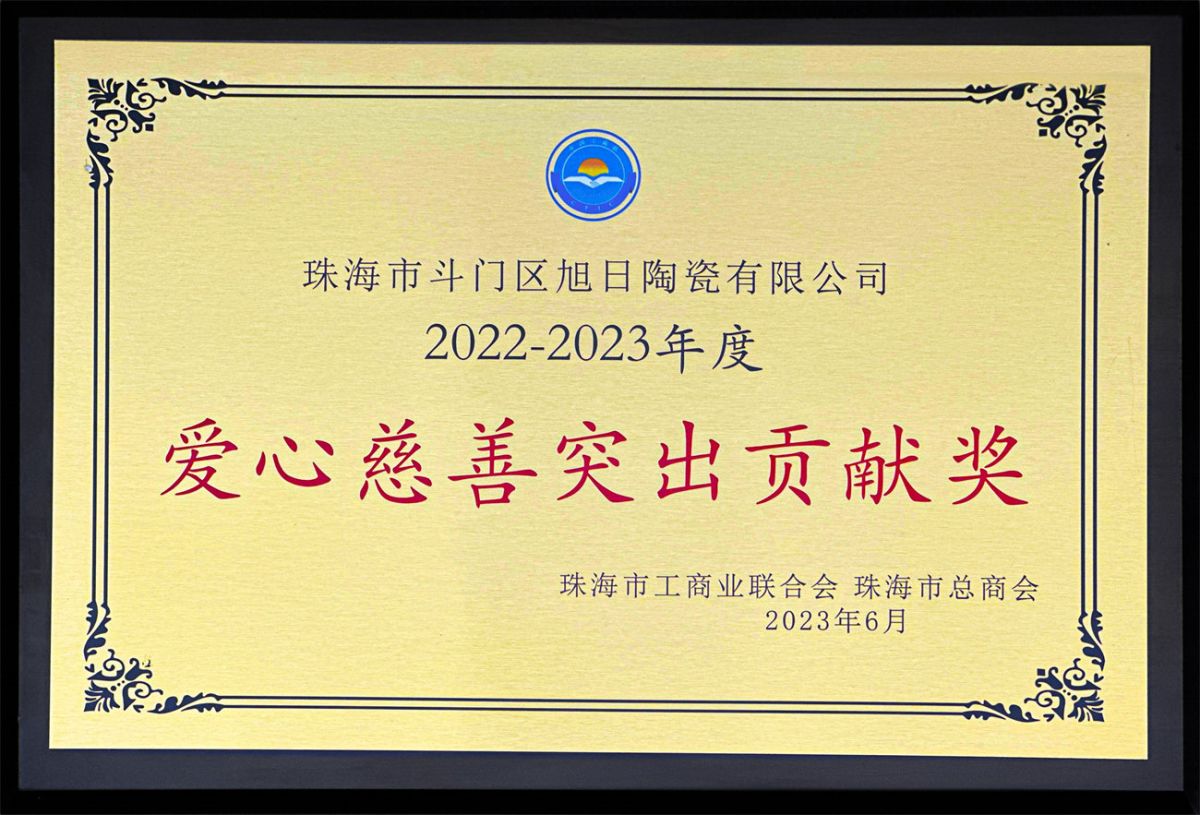 珠海市斗门区旭日陶瓷有限公司
2022-2023年度
爱心慈善突出贡献奖
珠海市工商业联合会 珠海市总商会
2023年6月